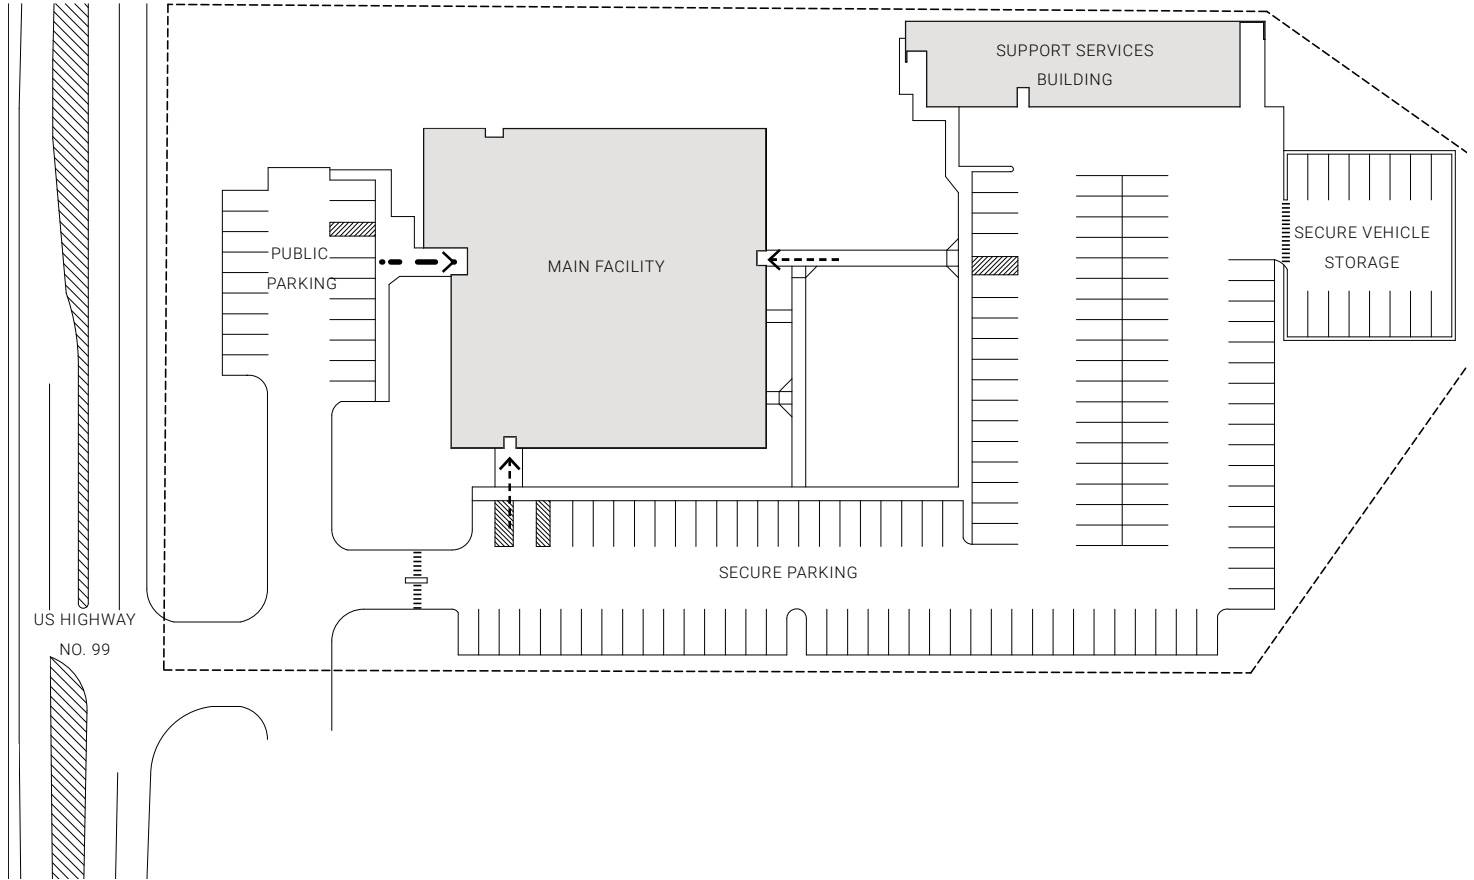 SUPPORT SERVICES
BUILDING
SECURE VEHICLE
STORAGE
PUBLIC
PARKING
MAIN FACILITY
SECURE PARKING
US HIGHWAY
NO. 99